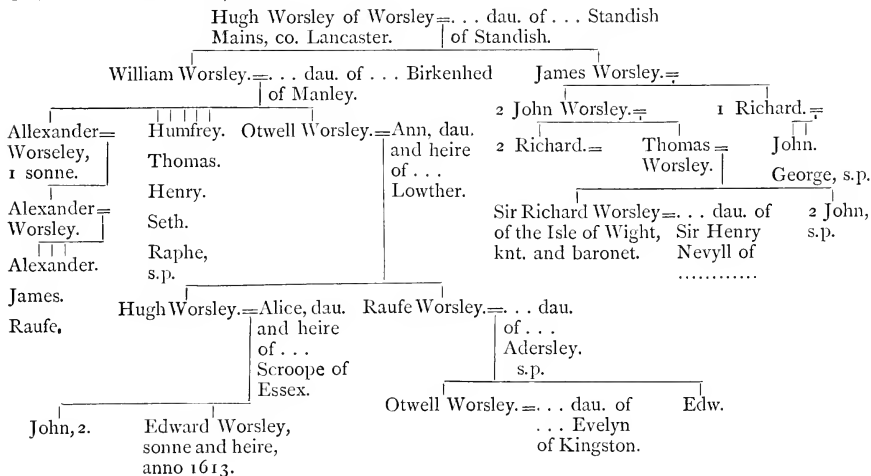 Hugh Worsley of Worsley=. . . dau. of . . . Standish
Mains, co. Lancaster. of Standish.
William Worsley.=. . . dau. of . . . Birkenhed
of Manley.
James Worsley.=
Allexander=
Worseley,
1 sonne.
Humfrey.
Thomas.
Henry.
Seth.
Raphe,
s.p.
Otwell Worsley.=Ann, dau.
and heire
of . . .
Lowther.
2 John Worsley.=
1 Richard.=
2 Richard.=
Thomas=
Worsley.
John.
George, s.p.
Alexander=
Worsley.
Sir Richard Worsley=. . . dau. of
of the Isle of Wight, Sir Henry
knt. and baronet. Nevyll of
............
2 John,
s.p.
Alexander.
James.
Raufe.
Hugh Worsley.=Alice, dau.
and heire
of . . .
Scroope of
Essex.
Raufe Worsley.=. . . dau.
of . . .
Adersley.
s.p.
John, 2.
Edward Worsley,
sonne and heire,
anno 1613.
Otwell Worsley.=. . . dau. of
. . . Evelyn
of Kingston.
Edw.